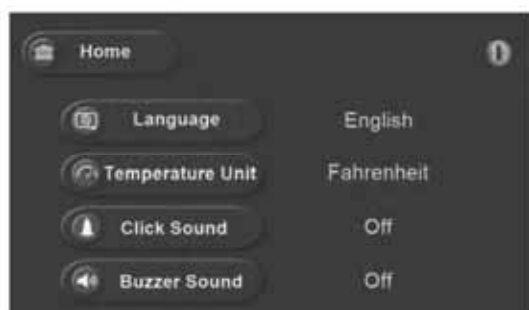 Home
Language English
Temperature Unit Fahrenheit
Click Sound Off
Buzzer Sound Off